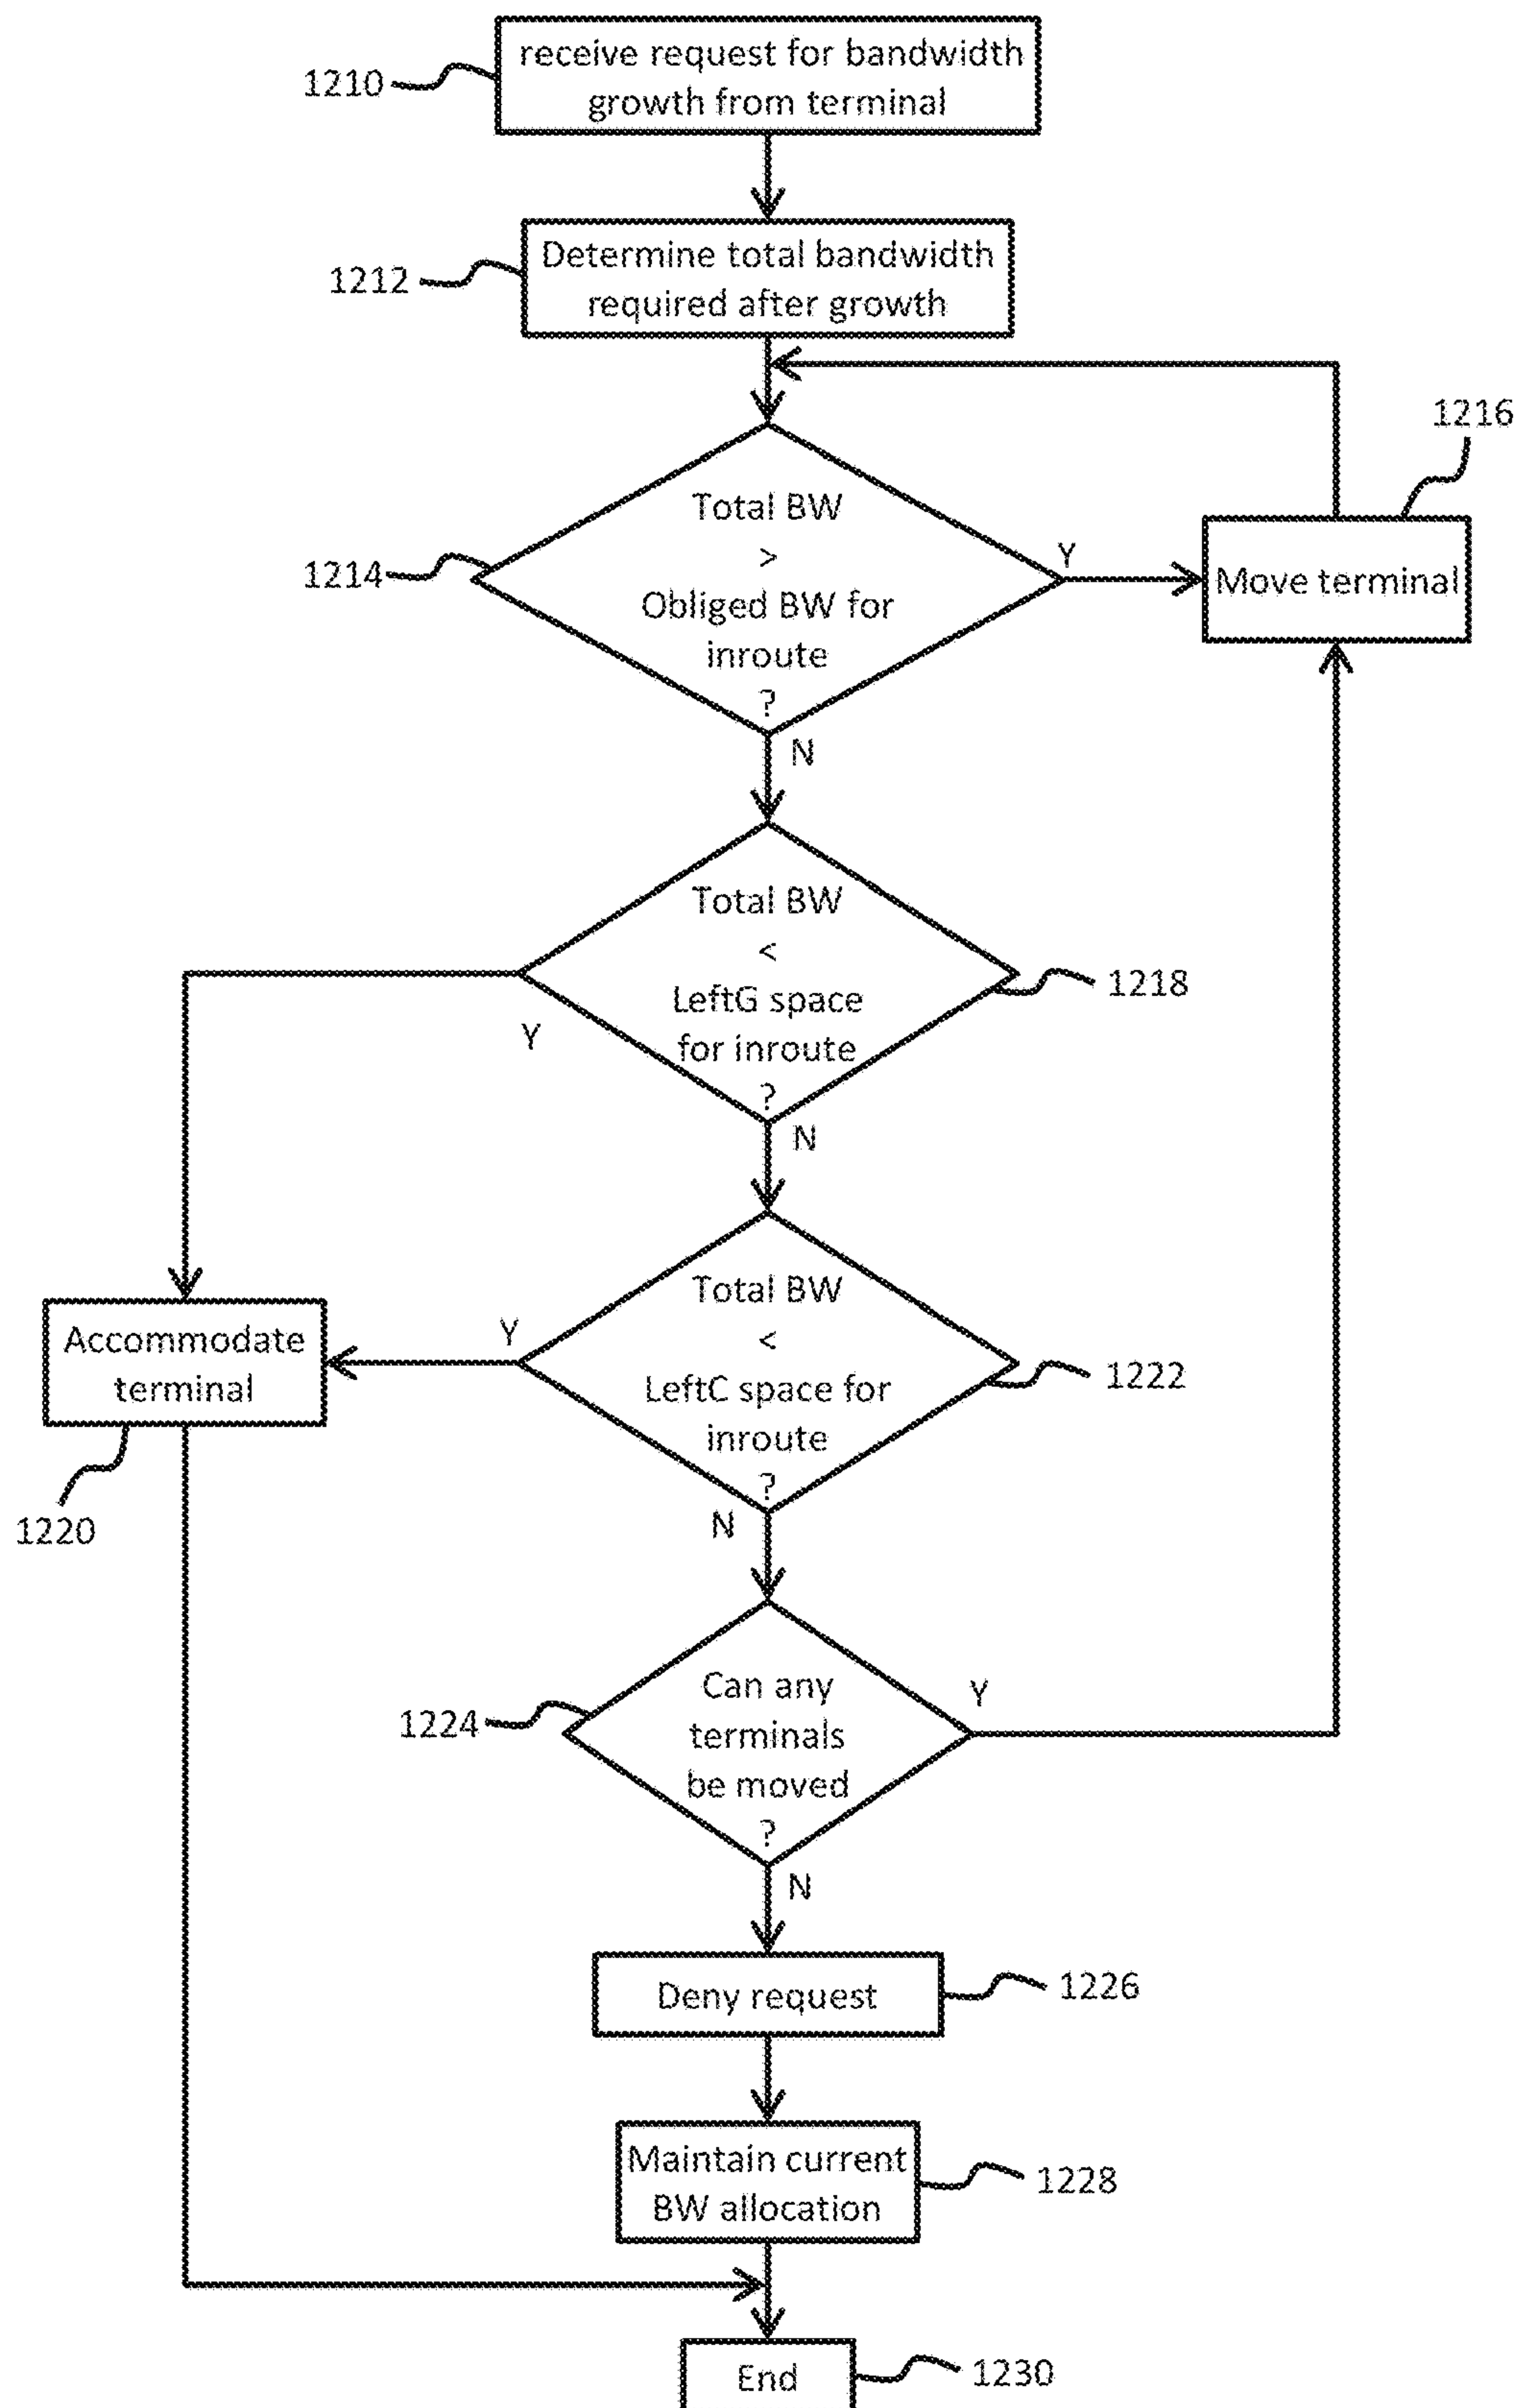 receive request for bandwidth
growth from terminal
1210
Determine total bandwidth
required after growth
1212
1216
Total BW
>
Obliged BW for
inroute
?
1214
Y
Move terminal
N
Total BW
<
LeftG space
for inroute
?
1218
Y
N
Total BW
<
LeftC space for
inroute
?
Y
1222
Accommodate
terminal
1220
N
Can any
terminals
be moved
?
1224
Y
N
Deny request
1226
Maintain current
BW allocation
1228
End
1230